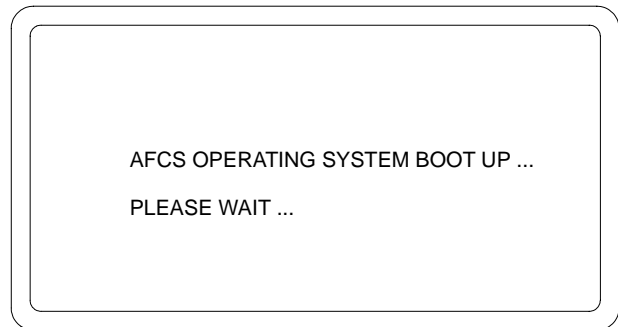 AFCS OPERATING SYSTEM BOOT UP ...
PLEASE WAIT ...